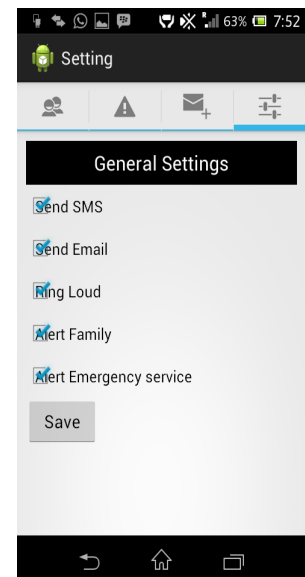 63% 7:52
Setting
General Settings
Send SMS
Send Email
Ring Loud
Alert Family
Alert Emergency service
Save